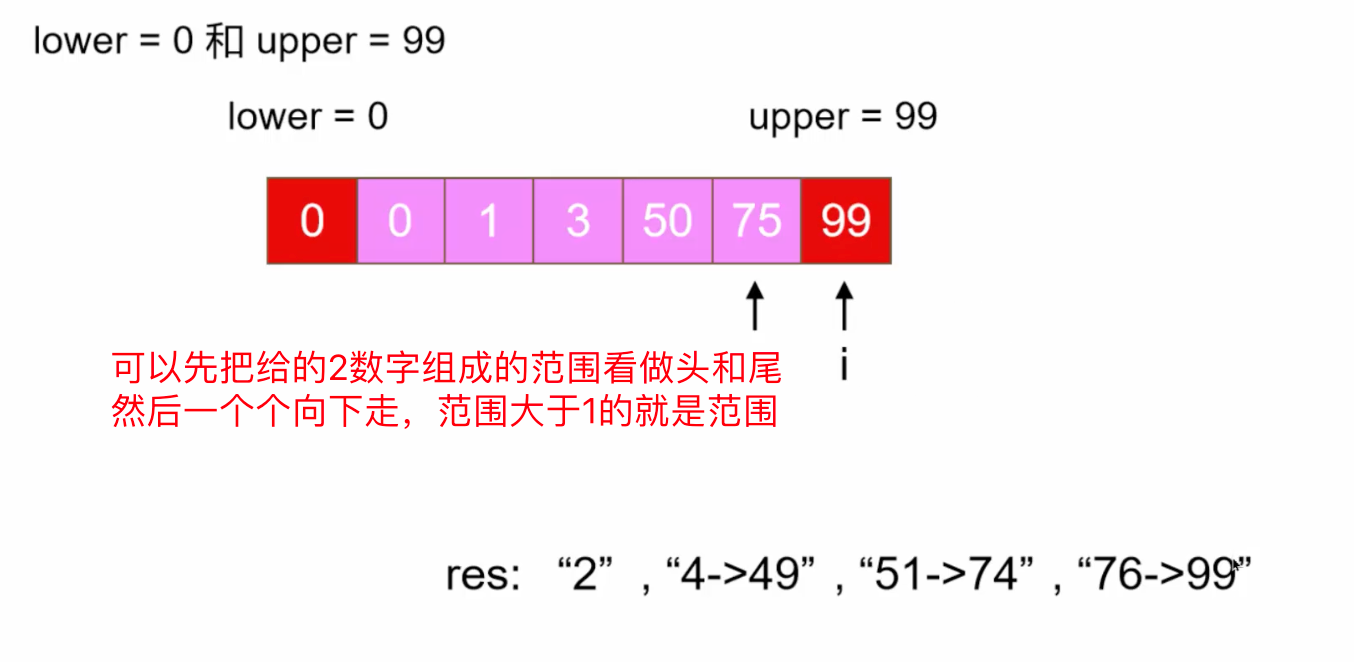 lower = 0 和 upper = 99
lower = 0 upper = 99
0 0 1 3 50 75 99
i
可以先把给的2数字组成的范围看做头和尾
然后一个个向下走，范围大于1的就是范围
res: “2” , “4->49” , “51->74” , “76->99”